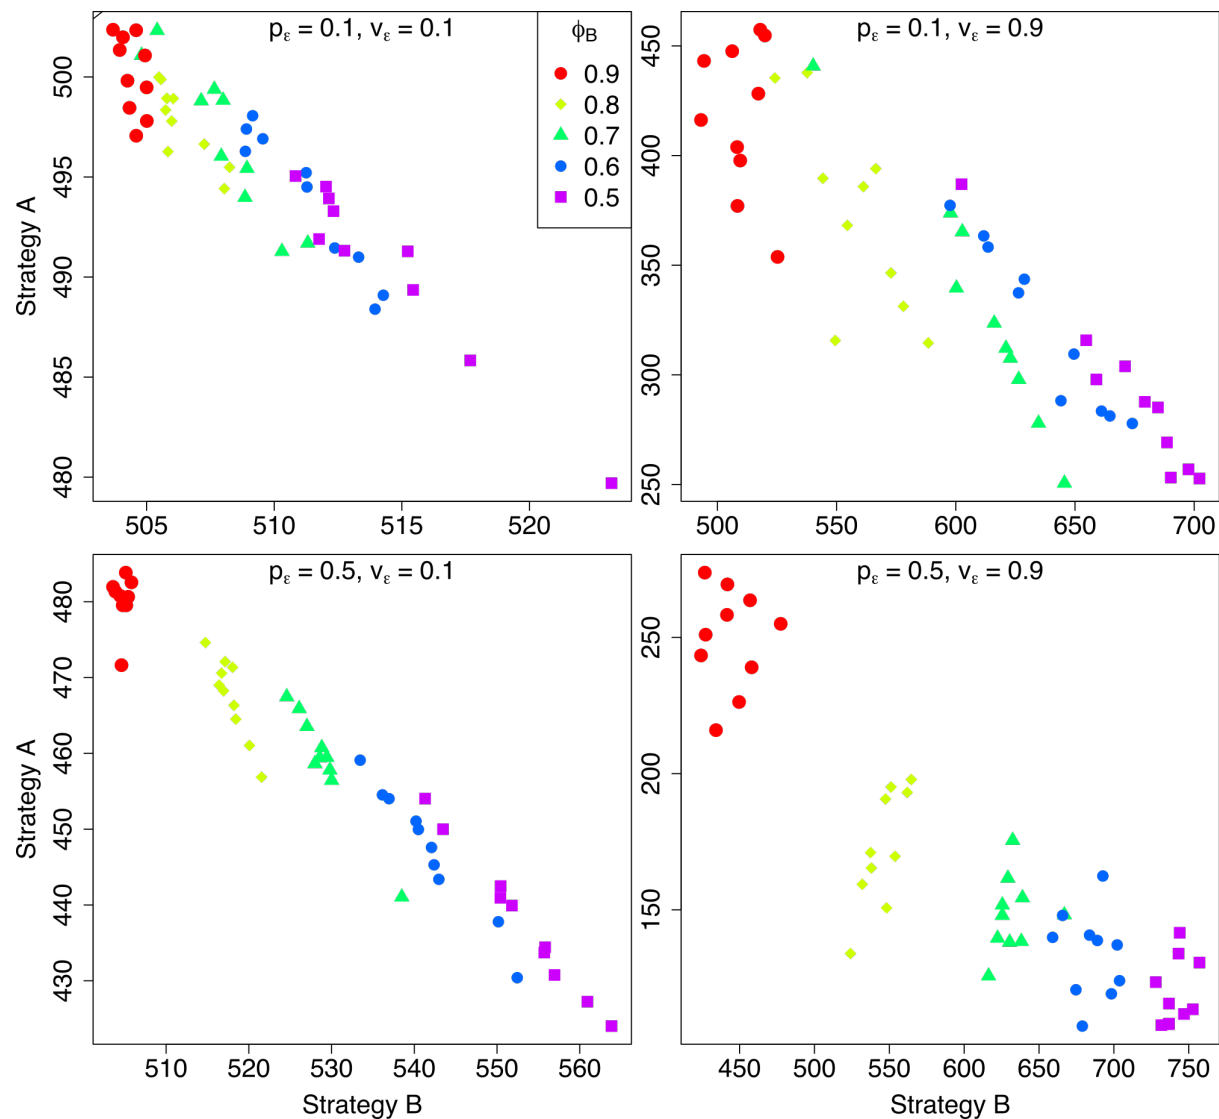 p_ε = 0.1, v_ε = 0.1
ϕ_B
0.9
0.8
0.7
0.6
0.5
Strategy A
500
495
490
485
480
505 510 515 520
p_ε = 0.1, v_ε = 0.9
450
400
350
300
250
500 550 600 650 700
p_ε = 0.5, v_ε = 0.1
Strategy A
480
470
460
450
440
430
510 520 530 540 550 560
Strategy B
p_ε = 0.5, v_ε = 0.9
250
200
150
450 500 550 600 650 700 750
Strategy B